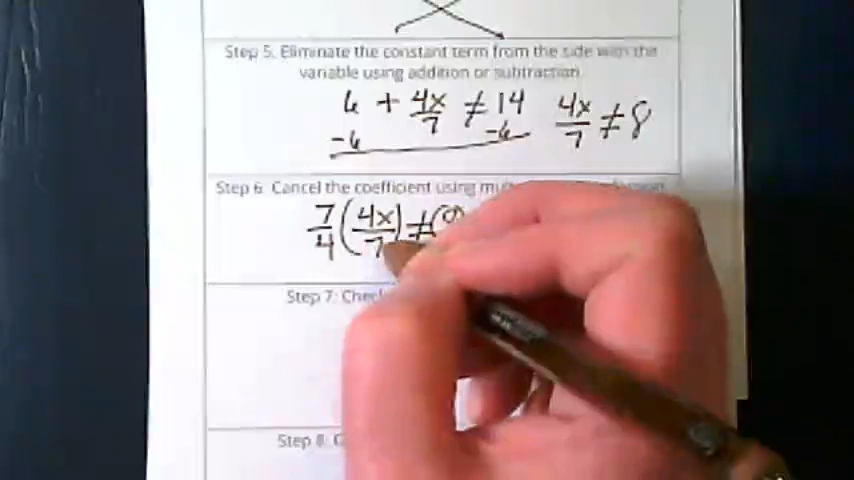 Step 5. Eliminate the constant term from the side with the
variable using addition or subtraction.
6 + 4x/7 ≠ 14   4x/7 ≠ 8
-6   -6
Step 6. Cancel the coefficient using
7/4 (4x/7) ≠ (
Step 7: Check
Step 8: